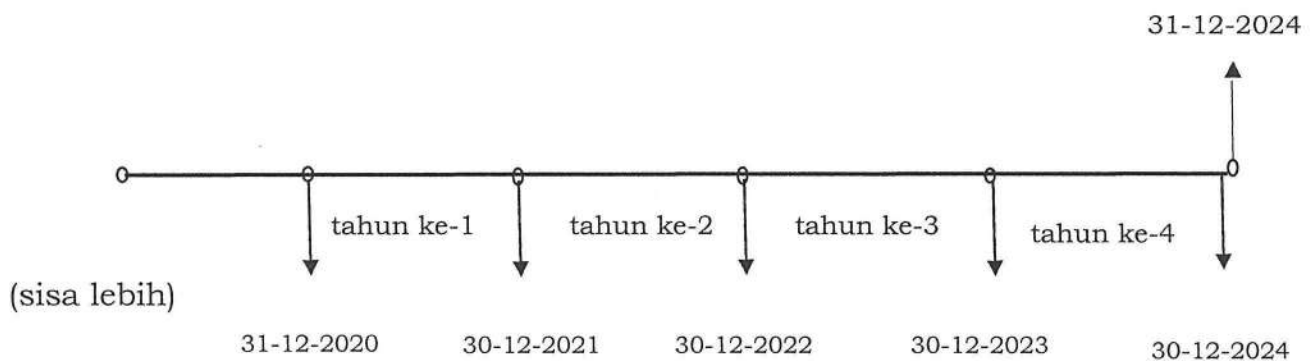 31-12-2024
tahun ke-1 tahun ke-2 tahun ke-3 tahun ke-4
(sisa lebih)
31-12-2020 30-12-2021 30-12-2022 30-12-2023 30-12-2024